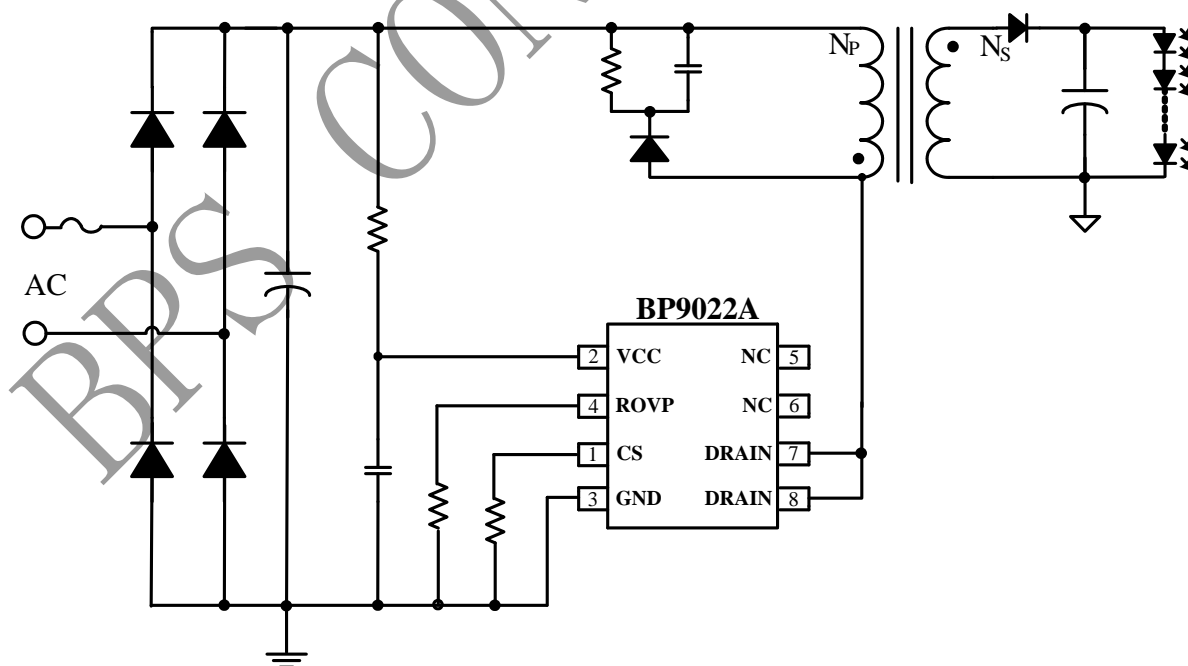 BPS CON
NP
NS
AC
BP9022A
2 VCC NC 5
4 ROVP NC 6
1 CS DRAIN 7
3 GND DRAIN 8